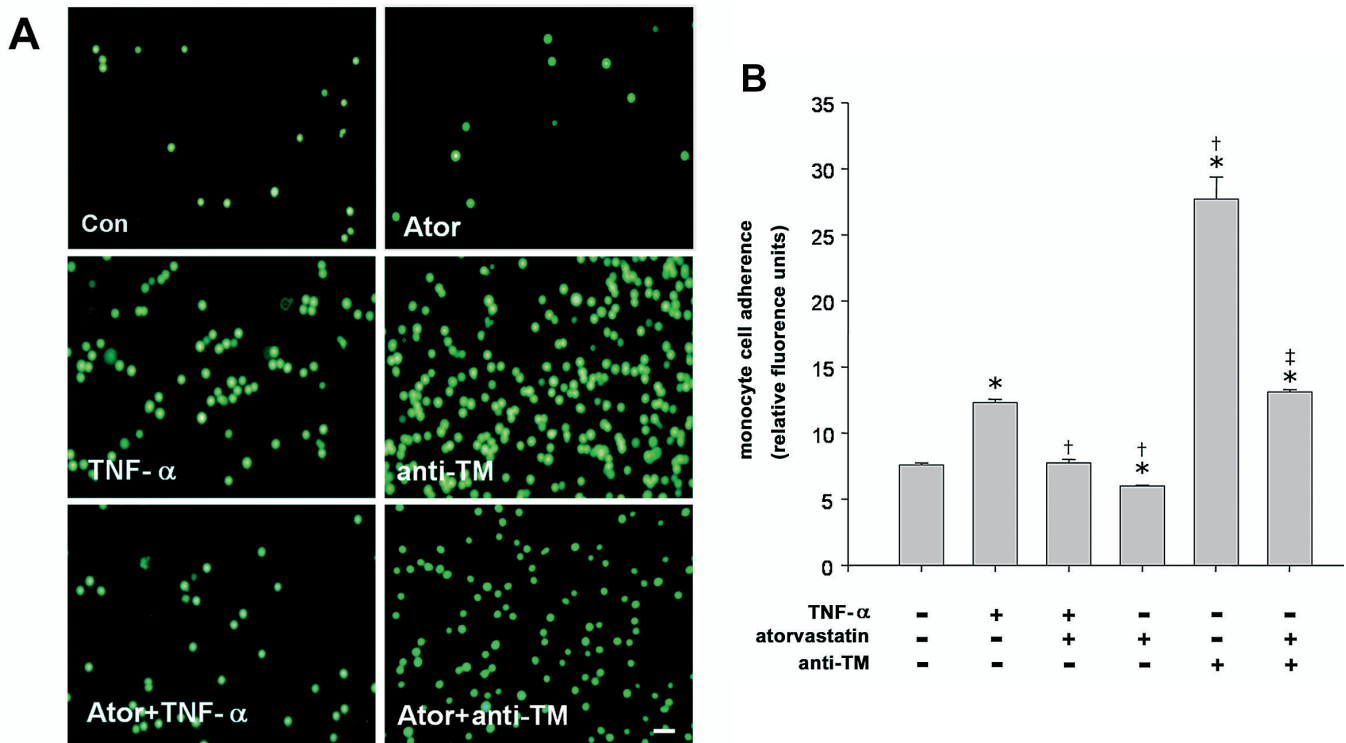 A
Con
Ator
TNF-α
anti-TM
Ator+TNF-α
Ator+anti-TM
B
monocyte cell adherence
(relative fluorence units)
35
30
25
20
15
10
5
0
*
†
†
*
†
*
‡
*
TNF-α - + + - - -
atorvastatin - - + + - +
anti-TM - - - - + +